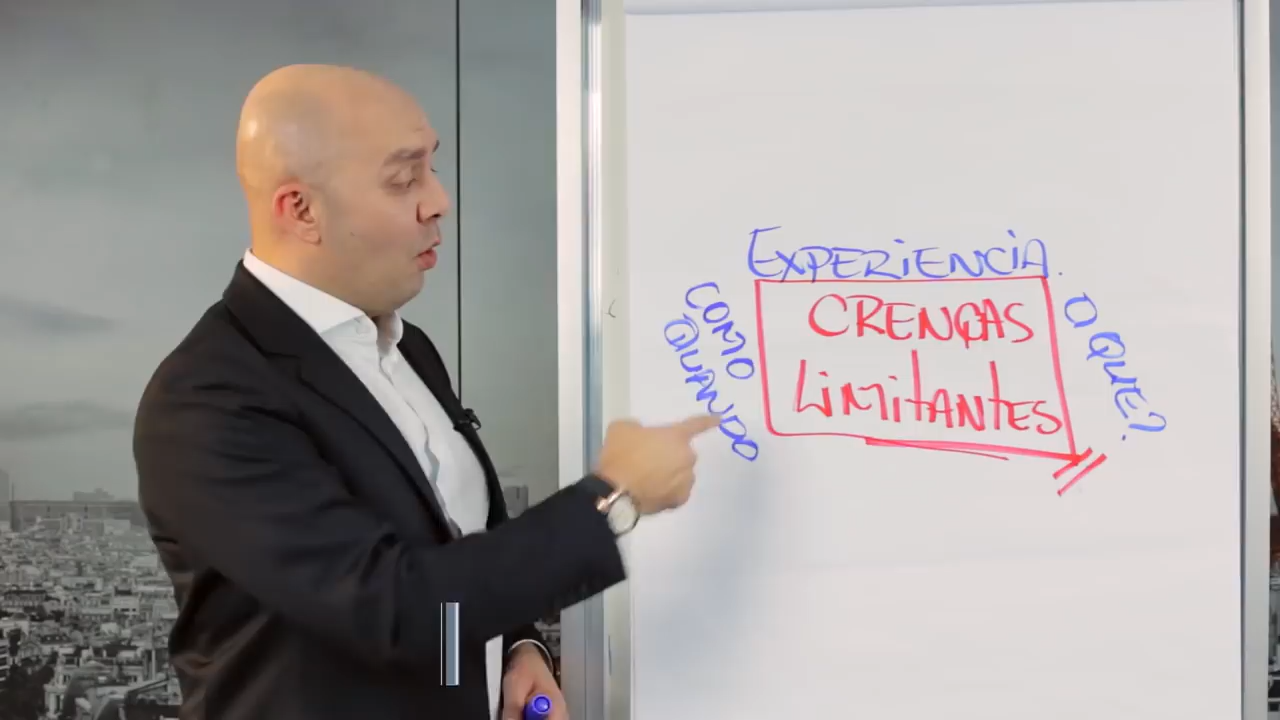 EXPERIENCIA.
COMO
QUANDO
CRENÇAS
LIMITANTES
O QUE?